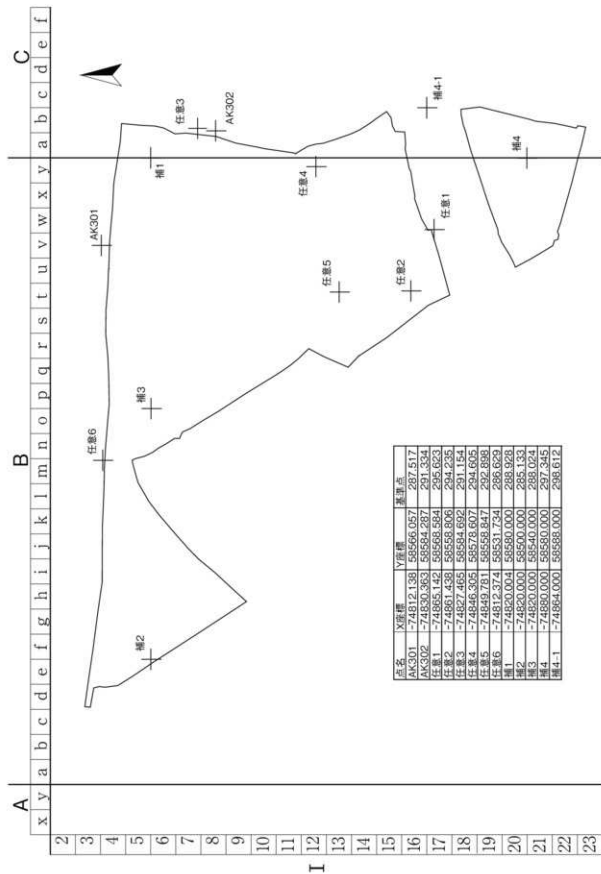 A B C
x y a b c d e f g h i j k l m n o p q r s t u v w x y a b c d e f
I
2
3
4
5
6
7
8
9
10
11
12
13
14
15
16
17
18
19
20
21
22
23
任意6
AK301
補2
補3
補1
任意3
AK302
任意4
任意5
任意2
任意1
補4-1
補4
点名 X座標 Y座標 基準点
AK301 -74812.138 58566.057 287.517
AK302 -74830.363 58584.287 291.334
任意1 -74865.142 58568.584 295.623
任意2 -74861.438 58558.806 294.235
任意3 -74827.465 58584.692 291.154
任意4 -74846.305 58578.607 294.605
任意5 -74849.781 58558.847 292.898
任意6 -74812.374 58531.734 286.629
補1 -74820.004 58580.000 288.928
補2 -74820.000 58500.000 285.133
補3 -74820.000 58540.000 288.024
補4 -74880.000 58580.000 297.345
補4-1 -74864.000 58588.000 298.612